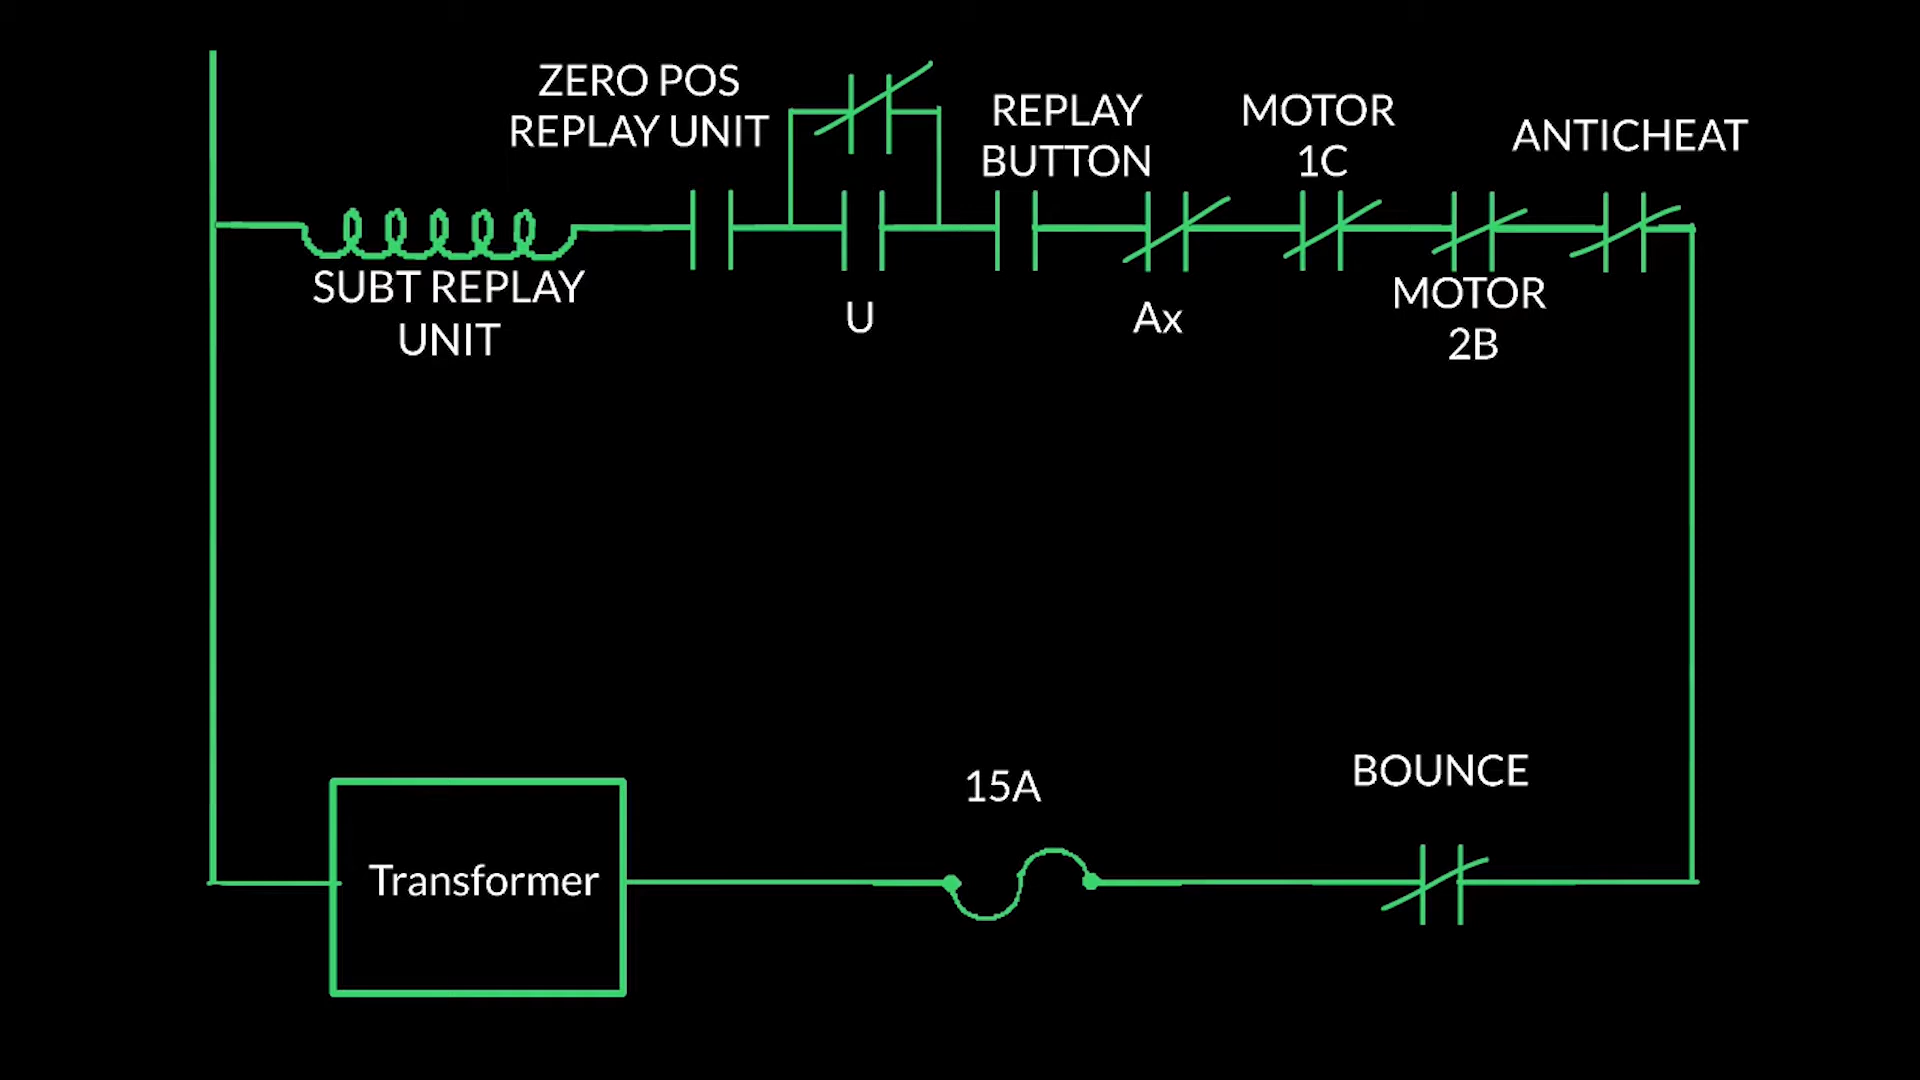 ZERO POS
REPLAY UNIT
REPLAY
BUTTON
MOTOR
1C
ANTICHEAT
SUBT REPLAY
UNIT
U
Ax
MOTOR
2B
15A
BOUNCE
Transformer